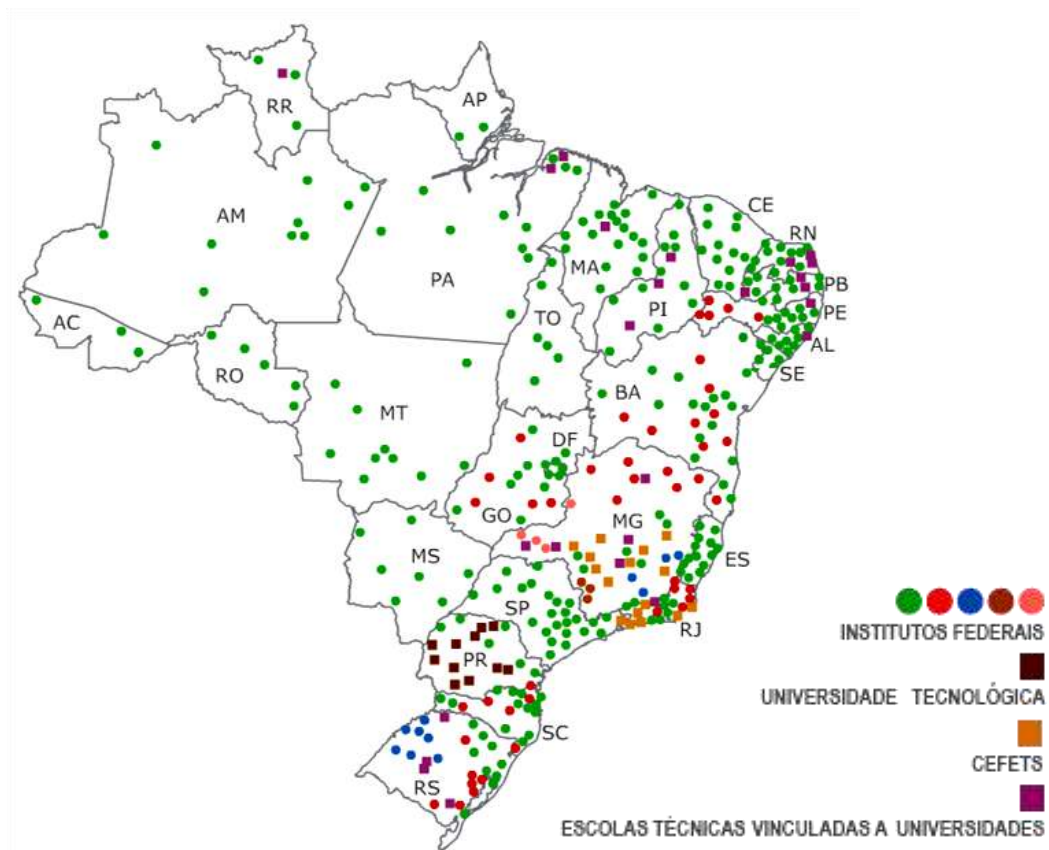 AP
RR
CE
AM
RN
MA
PA
PB
PI
PE
AC
TO
AL
RO
SE
BA
MT
DF
GO
MG
MS
ES
SP
RJ
INSTITUTOS FEDERAIS
PR
UNIVERSIDADE TECNOLÓGICA
SC
CEFETS
RS
ESCOLAS TÉCNICAS VINCULADAS A UNIVERSIDADES